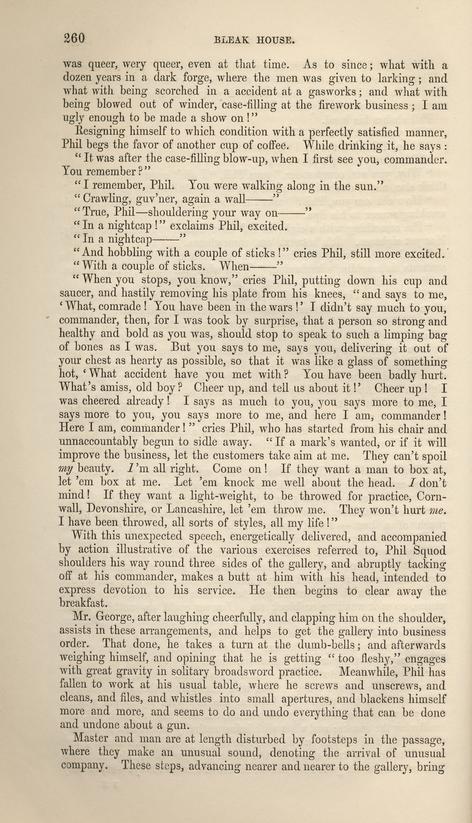 260 BLEAK HOUSE.
was queer, wery queer, even at that time. As to since; what with a
dozen years in a dark forge, where the men was given to larking; and
what with being scorched in a accident at a gasworks; and what with
being blowed out of winder, case-filling at the firework business; I am
ugly enough to be made a show on!"
Resigning himself to which condition with a perfectly satisfied manner,
Phil begs the favor of another cup of coffee. While drinking it, he says:
"It was after the case-filling blow-up, when I first see you, commander.
You remember?"
"I remember, Phil. You were walking along in the sun."
"Crawling, guv'ner, again a wall——"
"True, Phil—shouldering your way on——"
"In a nightcap!" exclaims Phil, excited.
"In a nightcap——"
"And hobbling with a couple of sticks!" cries Phil, still more excited.
"With a couple of sticks. When——"
"When you stops, you know," cries Phil, putting down his cup and
saucer, and hastily removing his plate from his knees, "and says to me,
'What, comrade! You have been in the wars!' I didn't say much to you,
commander, then, for I was took by surprise, that a person so strong and
healthy and bold as you was, should stop to speak to such a limping bag
of bones as I was. But you says to me, says you, delivering it out of
your chest as hearty as possible, so that it was like a glass of something
hot, 'What accident have you met with? You have been badly hurt.
What's amiss, old boy? Cheer up, and tell us about it!' Cheer up! I
was cheered already! I says as much to you, you says more to me, I
says more to you, you says more to me, and here I am, commander!
Here I am, commander!" cries Phil, who has started from his chair and
unnaccountably begun to sidle away. "If a mark's wanted, or if it will
improve the business, let the customers take aim at me. They can't spoil
my beauty. I'm all right. Come on! If they want a man to box at,
let 'em box at me. Let 'em knock me well about the head. I don't
mind! If they want a light-weight, to be throwed for practice, Corn-
wall, Devonshire, or Lancashire, let 'em throw me. They won't hurt me.
I have been throwed, all sorts of styles, all my life!"
With this unexpected speech, energetically delivered, and accompanied
by action illustrative of the various exercises referred to, Phil Squod
shoulders his way round three sides of the gallery, and abruptly tacking
off at his commander, makes a butt at him with his head, intended to
express devotion to his service. He then begins to clear away the
breakfast.
Mr. George, after laughing cheerfully, and clapping him on the shoulder,
assists in these arrangements, and helps to get the gallery into business
order. That done, he takes a turn at the dumb-bells; and afterwards
weighing himself, and opining that he is getting "too fleshy," engages
with great gravity in solitary broadsword practice. Meanwhile, Phil has
fallen to work at his usual table, where he screws and unscrews, and
cleans, and files, and whistles into small apertures, and blackens himself
more and more, and seems to do and undo everything that can be done
and undone about a gun.
Master and man are at length disturbed by footsteps in the passage,
where they make an unusual sound, denoting the arrival of unusual
company. These steps, advancing nearer and nearer to the gallery, bring